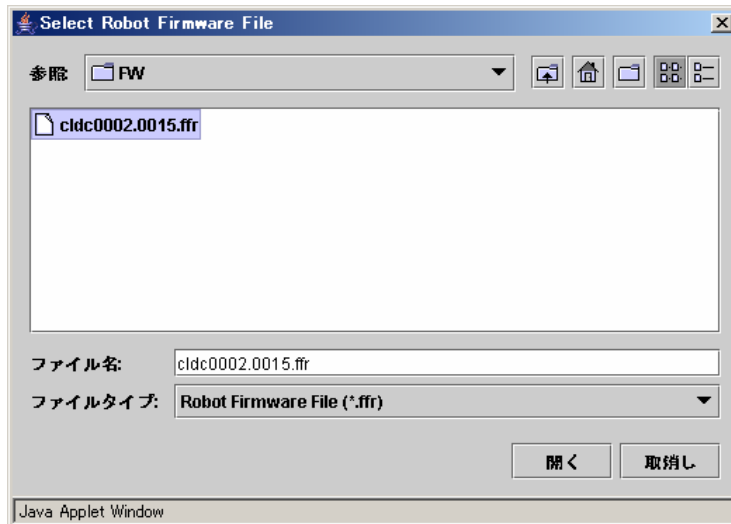 Select Robot Firmware File
参照: FW
cldc0002.0015.ffr
ファイル名: cldc0002.0015.ffr
ファイルタイプ: Robot Firmware File (*.ffr)
開く 取消し
Java Applet Window